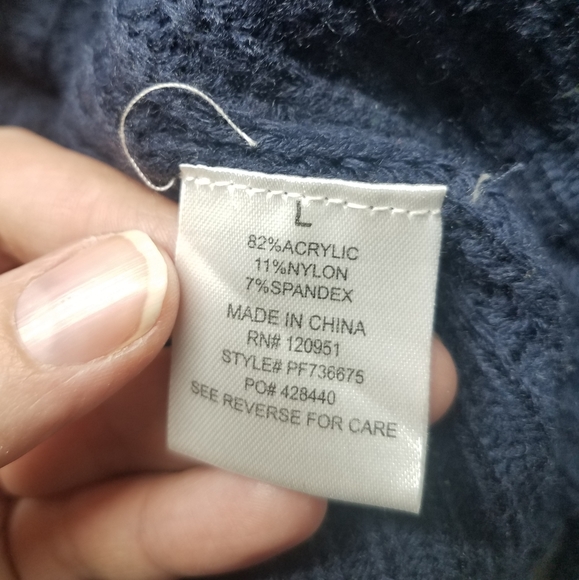 L
82%ACRYLIC
11%NYLON
7%SPANDEX
MADE IN CHINA
RN# 120951
STYLE# PF736675
PO# 428440
SEE REVERSE FOR CARE